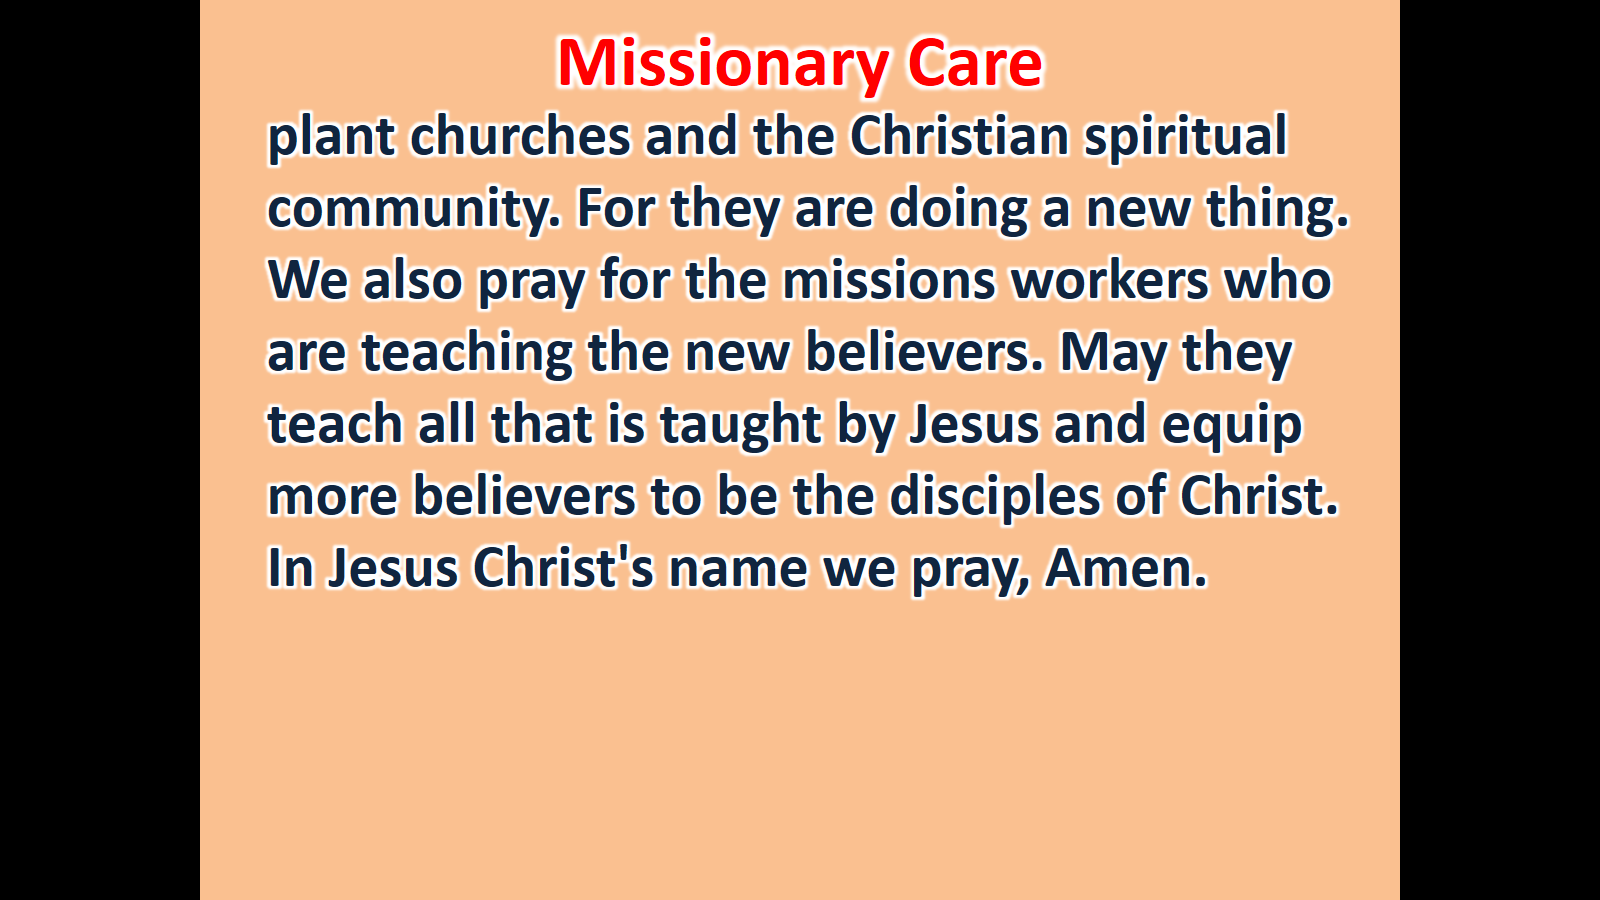 Missionary Care
plant churches and the Christian spiritual
community. For they are doing a new thing.
We also pray for the missions workers who
are teaching the new believers. May they
teach all that is taught by Jesus and equip
more believers to be the disciples of Christ.
In Jesus Christ's name we pray, Amen.